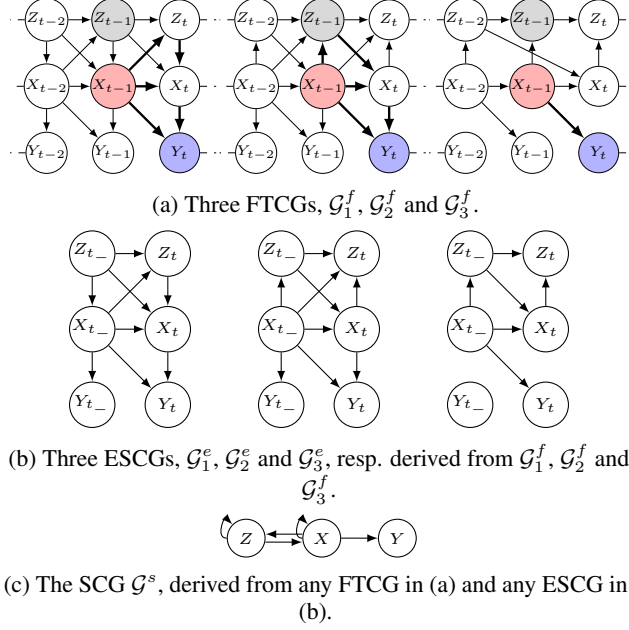 Z_{t−2} Z_{t−1} Z_t Z_{t−2} Z_{t−1} Z_t Z_{t−2} Z_{t−1} Z_t
X_{t−2} X_{t−1} X_t X_{t−2} X_{t−1} X_t X_{t−2} X_{t−1} X_t
Y_{t−2} Y_{t−1} Y_t Y_{t−2} Y_{t−1} Y_t Y_{t−2} Y_{t−1} Y_t
(a) Three FTCGs, 𝒢_1^f, 𝒢_2^f and 𝒢_3^f.
Z_{t_−} Z_t Z_{t_−} Z_t Z_{t_−} Z_t
X_{t_−} X_t X_{t_−} X_t X_{t_−} X_t
Y_{t_−} Y_t Y_{t_−} Y_t Y_{t_−} Y_t
(b) Three ESCGs, 𝒢_1^e, 𝒢_2^e and 𝒢_3^e, resp. derived from 𝒢_1^f, 𝒢_2^f and
𝒢_3^f.
Z X Y
(c) The SCG 𝒢^s, derived from any FTCG in (a) and any ESCG in
(b).